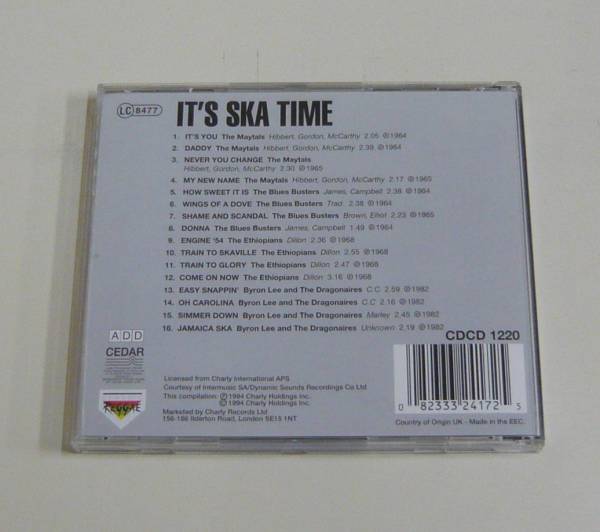 LC 8477
IT'S SKA TIME
1. IT'S YOU The Maytals Hibbert, Gordon, McCarthy 2.05 ℗1964
2. DADDY The Maytals Hibbert, Gordon, McCarthy 2.39 ℗1964
3. NEVER YOU CHANGE The Maytals
Hibbert, Gordon, McCarthy 2.30 ℗1965
4. MY NEW NAME The Maytals Hibbert, Gordon, McCarthy 2.17 ℗1965
5. HOW SWEET IT IS The Blues Busters James, Campbell 2.38 ℗1964
6. WINGS OF A DOVE The Blues Busters Trad. 2.38 ℗1964
7. SHAME AND SCANDAL The Blues Busters Brown, Elliot 2.23 ℗1965
8. DONNA The Blues Busters James, Campbell 1.49 ℗1964
9. ENGINE '54 The Ethiopians Dillon 2.36 ℗1968
10. TRAIN TO SKAVILLE The Ethiopians Dillon 2.55 ℗1968
11. TRAIN TO GLORY The Ethiopians Dillon 2.47 ℗1968
12. COME ON NOW The Ethiopians Dillon 3.16 ℗1968
13. EASY SNAPPIN' Byron Lee and The Dragonaires C.C. 2.59 ℗1982
14. OH CAROLINA Byron Lee and The Dragonaires C.C. 2.16 ℗1982
15. SIMMER DOWN Byron Lee and The Dragonaires Marley 2.45 ℗1982
16. JAMAICA SKA Byron Lee and The Dragonaires Unknown 2.19 ℗1982
CDCD 1220
ADD
CEDAR
REGGAE
Licensed from Charly International APS
Courtesy of Intermusic SA/Dynamic Sounds Recordings Co Ltd
This compilation: ℗1994 Charly Holdings Inc.
©1994 Charly Holdings Inc.
Marketed by Charly Records Ltd
156-166 Ilderton Road, London SE15 1NT
0 82333 24172 5
Country of Origin UK - Made in the EEC.